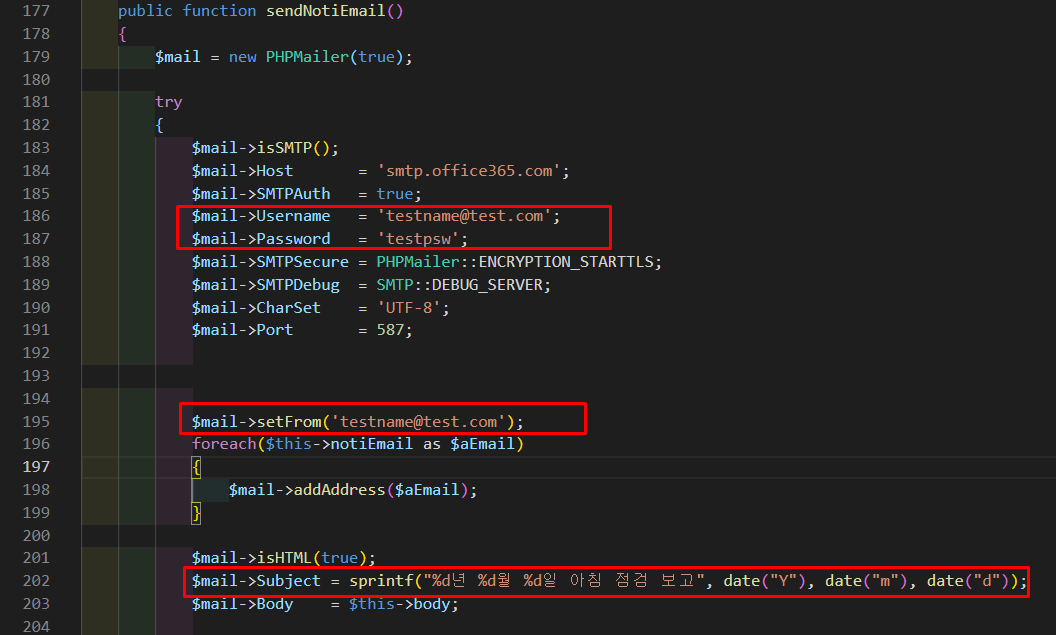 177 public function sendNotiEmail()
178 {
179 $mail = new PHPMailer(true);
180
181 try
182 {
183 $mail->isSMTP();
184 $mail->Host = 'smtp.office365.com';
185 $mail->SMTPAuth = true;
186 $mail->Username = 'testname@test.com';
187 $mail->Password = 'testpsw';
188 $mail->SMTPSecure = PHPMailer::ENCRYPTION_STARTTLS;
189 $mail->SMTPDebug = SMTP::DEBUG_SERVER;
190 $mail->CharSet = 'UTF-8';
191 $mail->Port = 587;
192
193
194
195 $mail->setFrom('testname@test.com');
196 foreach($this->notiEmail as $aEmail)
197 {
198 $mail->addAddress($aEmail);
199 }
200
201 $mail->isHTML(true);
202 $mail->Subject = sprintf("%d년 %d월 %d일 아침 점검 보고", date("Y"), date("m"), date("d"));
203 $mail->Body = $this->body;
204